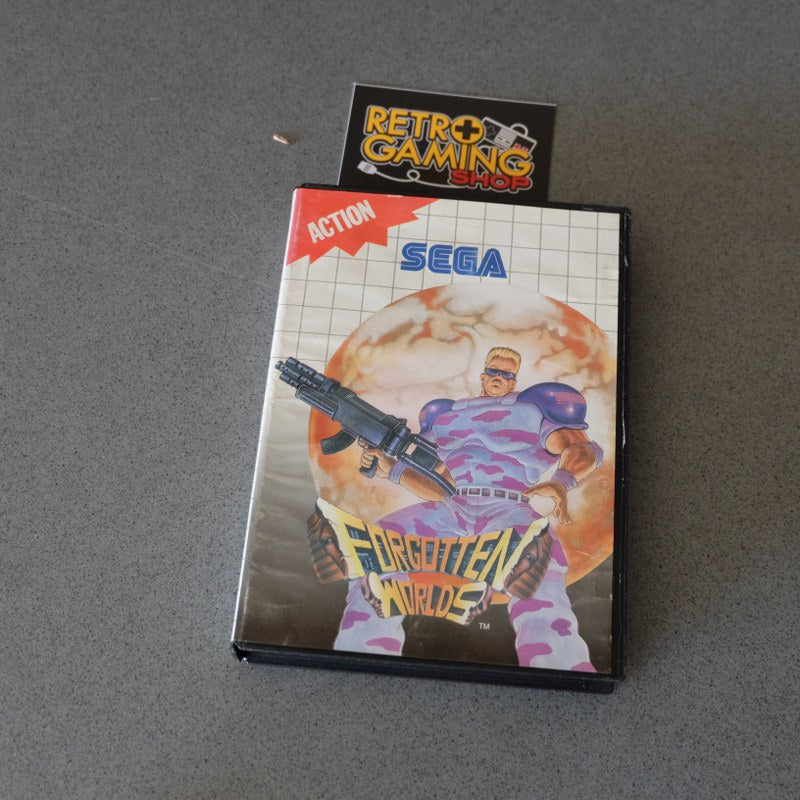 RETRO
GAMING
SHOP
ACTION
SEGA
FORGOTTEN
WORLDS
TM